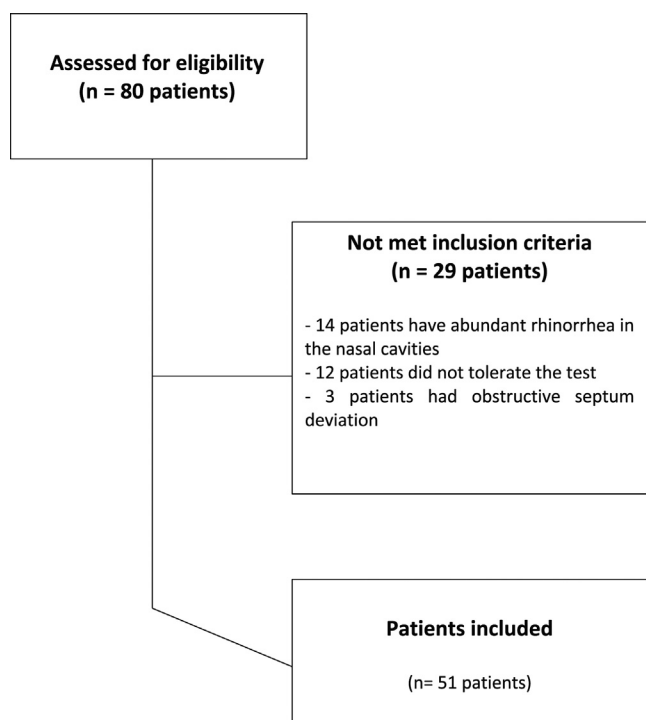 Assessed for eligibility
(n = 80 patients)
Not met inclusion criteria
(n = 29 patients)
- 14 patients have abundant rhinorrhea in
the nasal cavities
- 12 patients did not tolerate the test
- 3 patients had obstructive septum
deviation
Patients included
(n= 51 patients)